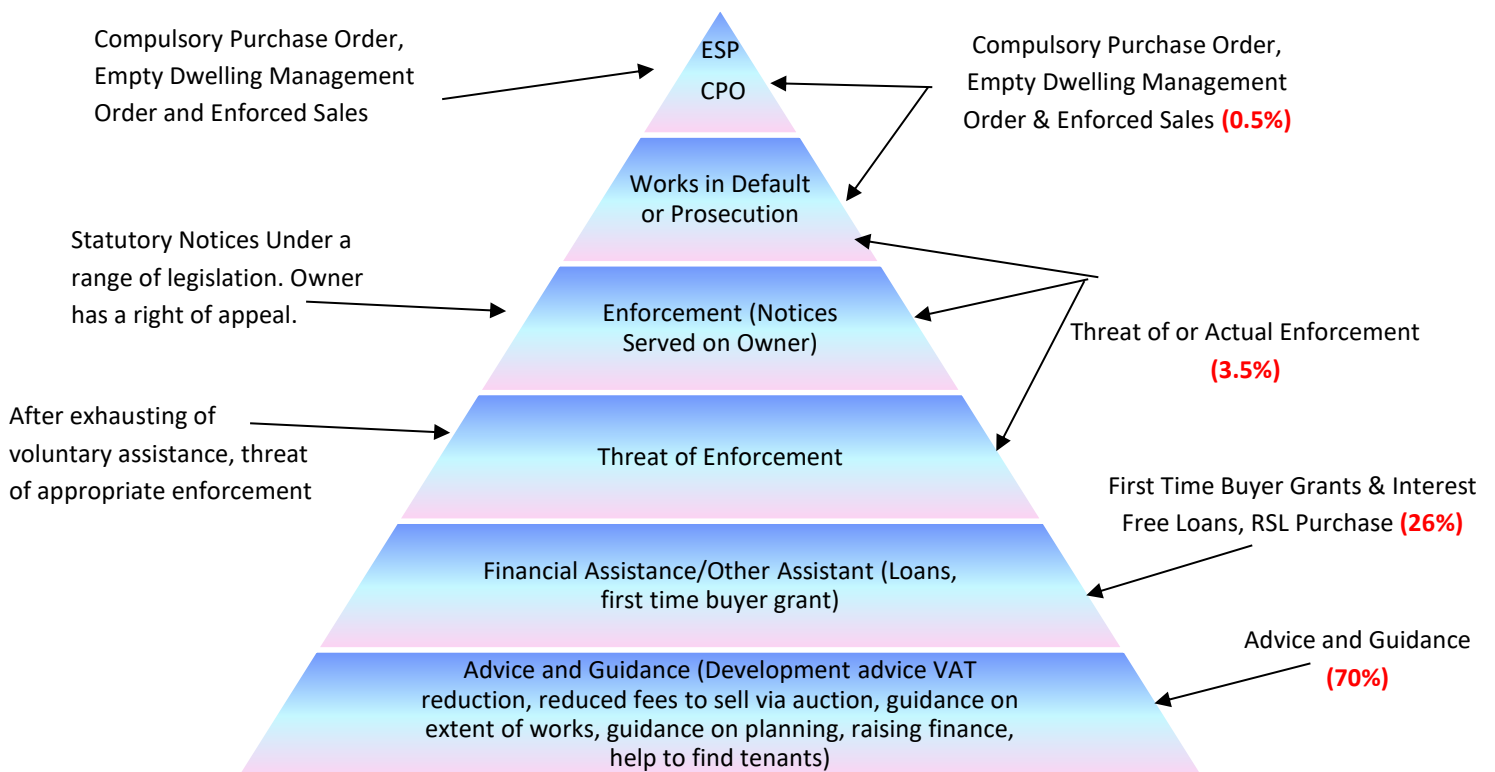 Compulsory Purchase Order,
Empty Dwelling Management
Order and Enforced Sales
ESP
CPO
Compulsory Purchase Order,
Empty Dwelling Management
Order & Enforced Sales (0.5%)
Works in Default
or Prosecution
Statutory Notices Under a
range of legislation. Owner
has a right of appeal.
Enforcement (Notices
Served on Owner)
Threat of or Actual Enforcement
(3.5%)
After exhausting of
voluntary assistance, threat
of appropriate enforcement
Threat of Enforcement
First Time Buyer Grants & Interest
Free Loans, RSL Purchase (26%)
Financial Assistance/Other Assistant (Loans,
first time buyer grant)
Advice and Guidance
(70%)
Advice and Guidance (Development advice VAT
reduction, reduced fees to sell via auction, guidance on
extent of works, guidance on planning, raising finance,
help to find tenants)